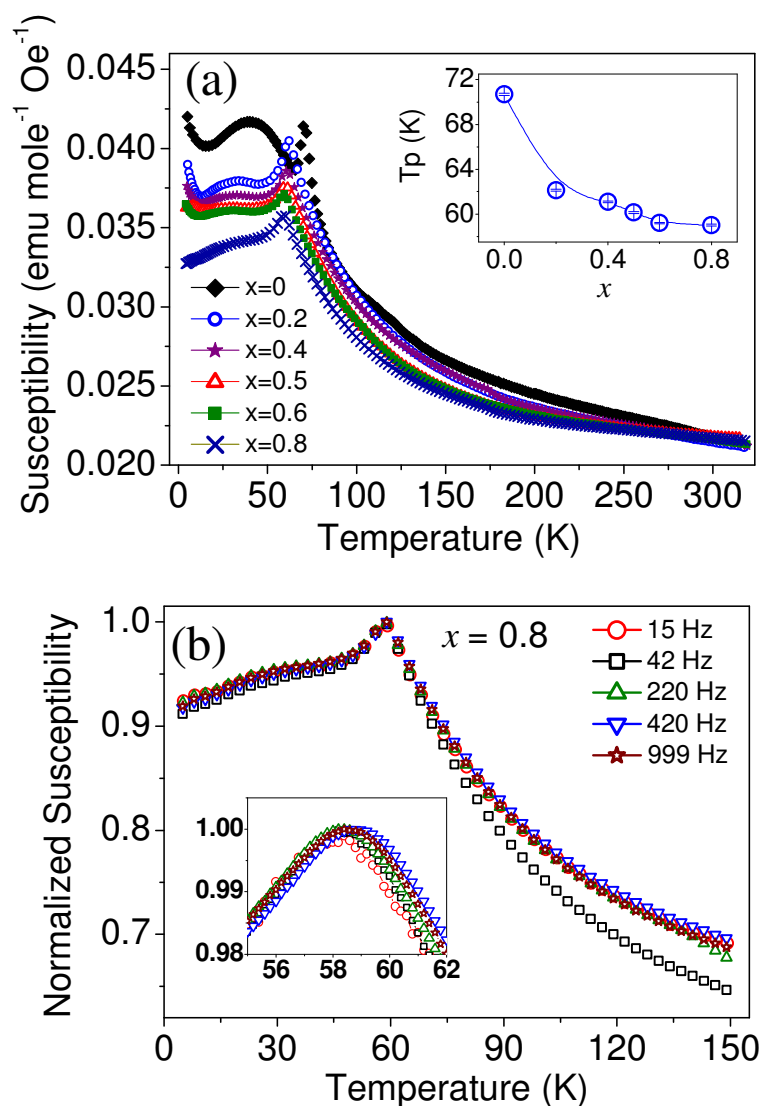 (a)
Susceptibility (emu mole⁻¹ Oe⁻¹)
0.045
0.040
0.035
0.030
0.025
0.020
x=0
x=0.2
x=0.4
x=0.5
x=0.6
x=0.8
0 50 100 150 200 250 300
Temperature (K)
Tp (K)
72
68
64
60
0.0 0.4 0.8
x
(b)
x = 0.8
Normalized Susceptibility
1.0
0.9
0.8
0.7
15 Hz
42 Hz
220 Hz
420 Hz
999 Hz
1.00
0.99
0.98
56 58 60 62
0 30 60 90 120 150
Temperature (K)